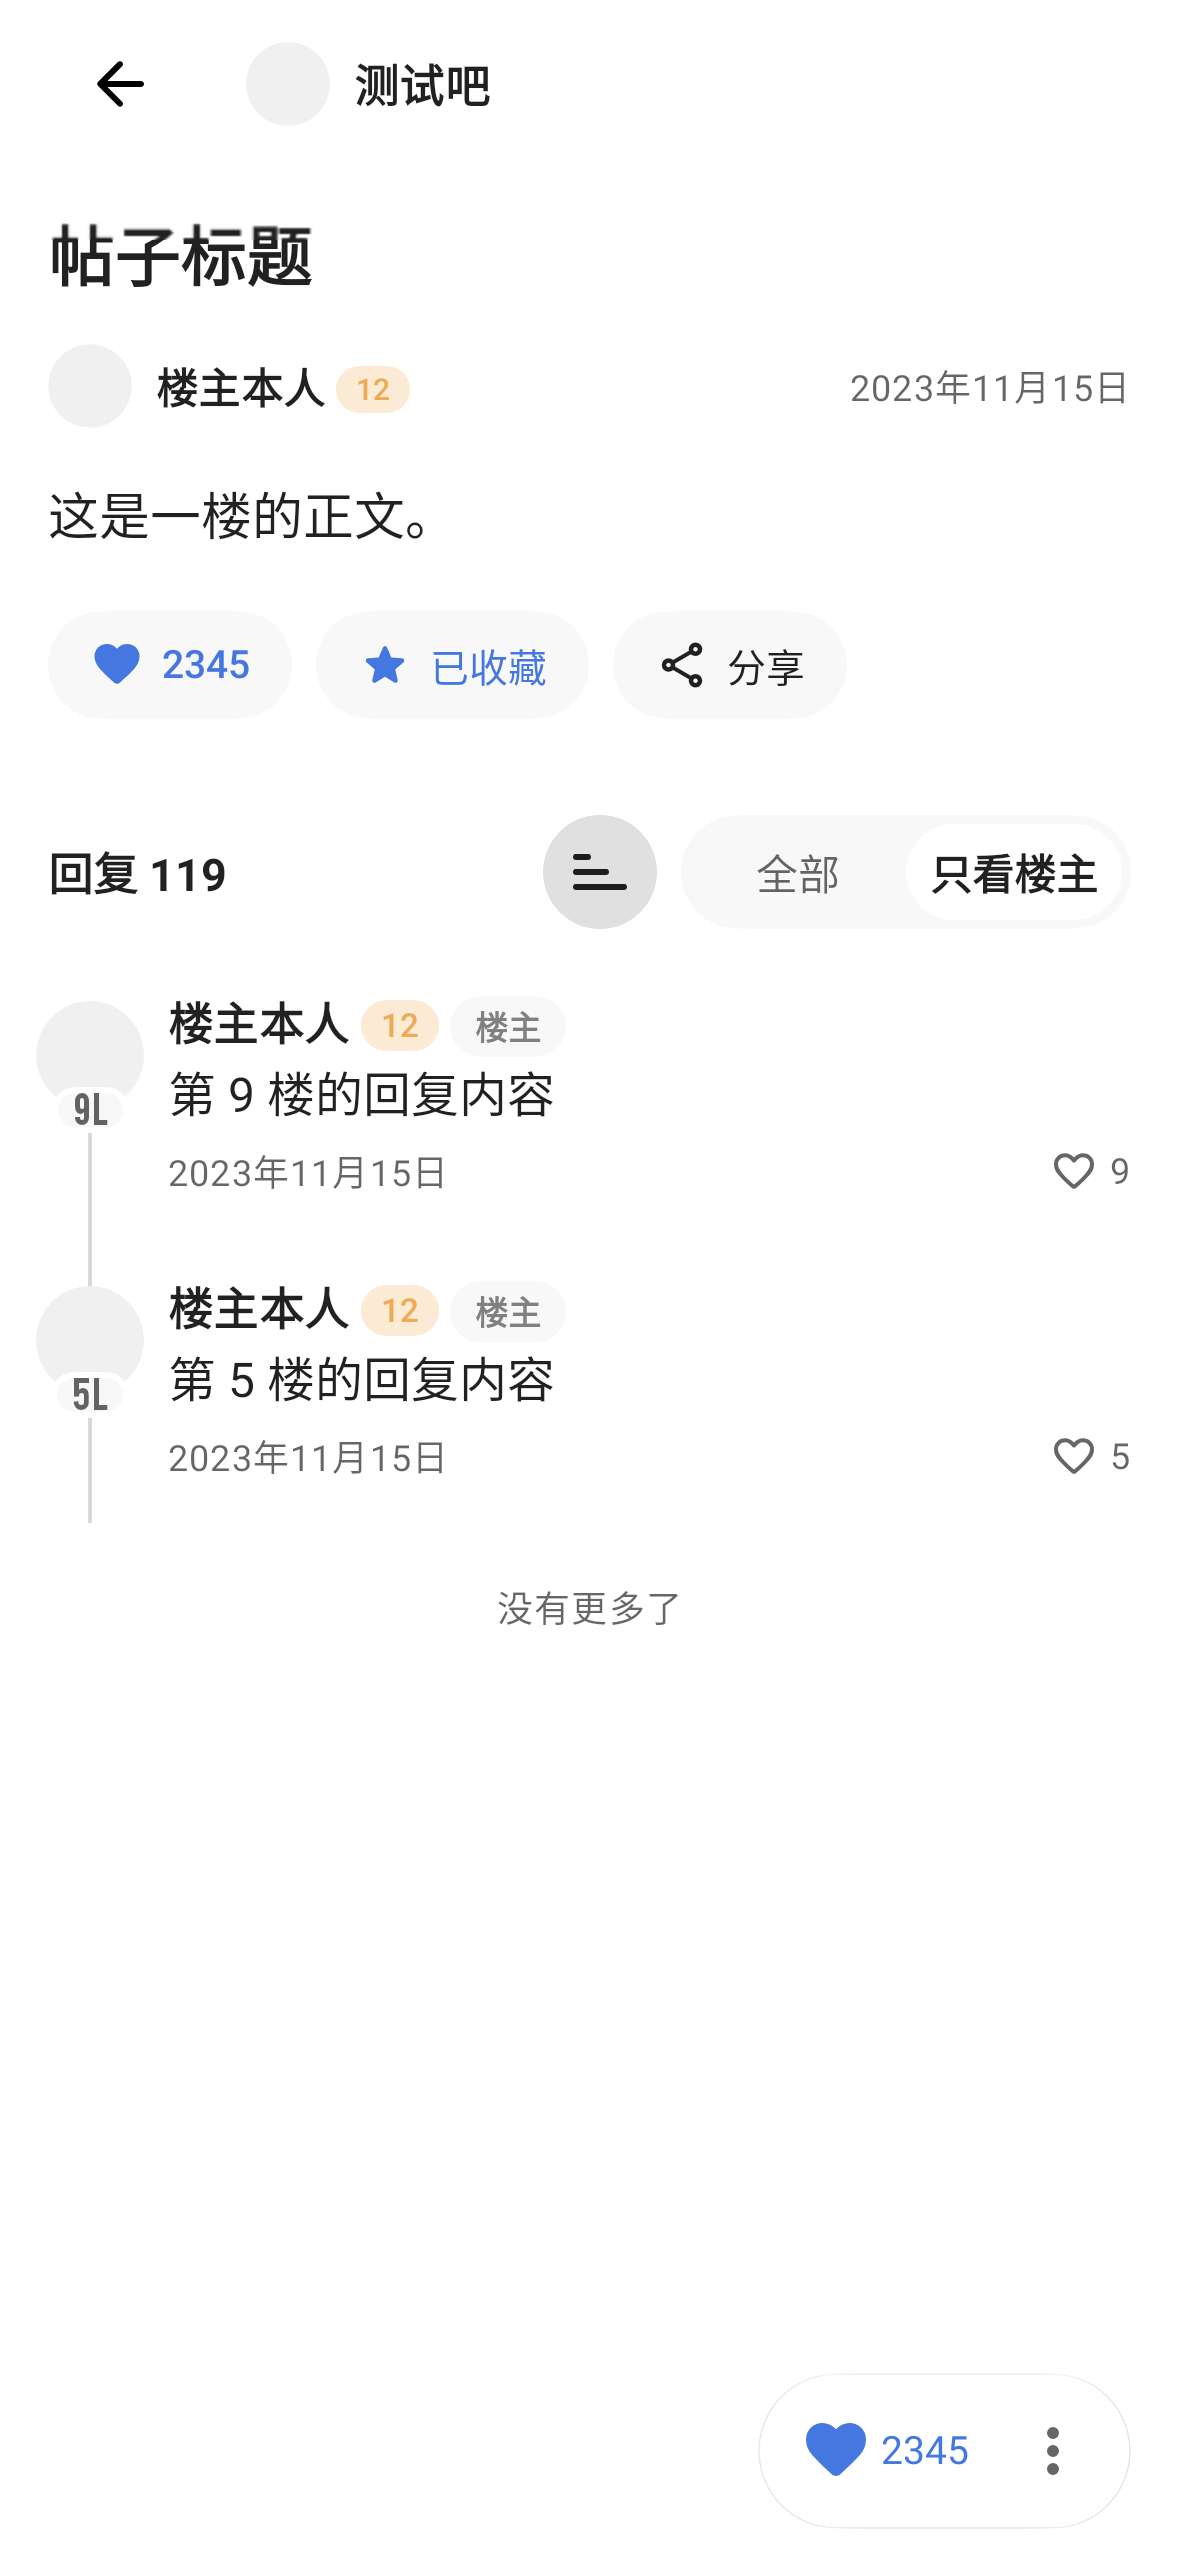 测试吧
帖子标题
楼主本人 12 2023年11月15日
这是一楼的正文。
2345 已收藏 分享
回复 119 全部 只看楼主
楼主本人 12 楼主
第 9 楼的回复内容
9L
2023年11月15日 9
楼主本人 12 楼主
第 5 楼的回复内容
5L
2023年11月15日 5
没有更多了
2345